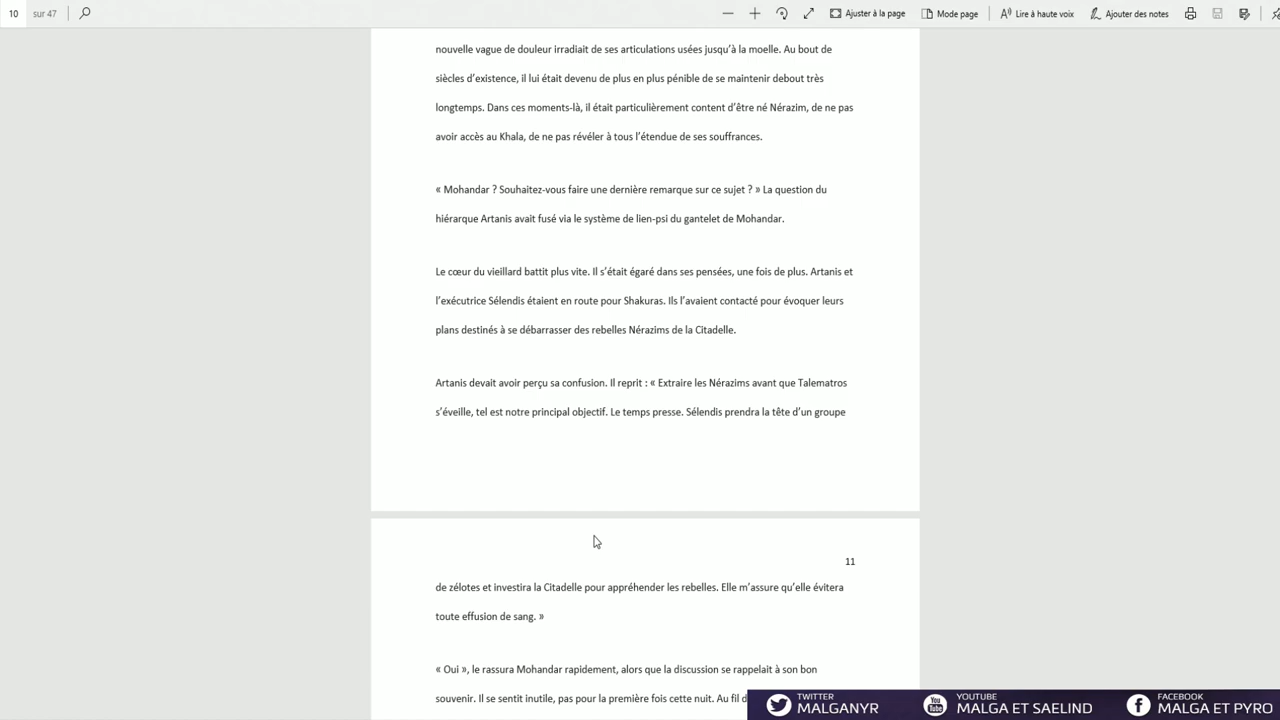 10 sur 47 Ajuster à la page Mode page Lire à haute voix Ajouter des notes
nouvelle vague de douleur irradiait de ses articulations usées jusqu’à la moelle. Au bout de
siècles d’existence, il lui était devenu de plus en plus pénible de se maintenir debout très
longtemps. Dans ces moments-là, il était particulièrement content d’être né Nérazim, de ne pas
avoir accès au Khala, de ne pas révéler à tous l’étendue de ses souffrances.
« Mohandar ? Souhaitez-vous faire une dernière remarque sur ce sujet ? » La question du
hiérarque Artanis avait fusé via le système de lien-psi du gantelet de Mohandar.
Le cœur du vieillard battit plus vite. Il s’était égaré dans ses pensées, une fois de plus. Artanis et
l’exécutrice Sélendis étaient en route pour Shakuras. Ils l’avaient contacté pour évoquer leurs
plans destinés à se débarrasser des rebelles Nérazims de la Citadelle.
Artanis devait avoir perçu sa confusion. Il reprit : « Extraire les Nérazims avant que Talematros
s’éveille, tel est notre principal objectif. Le temps presse. Sélendis prendra la tête d’un groupe
11
de zélotes et investira la Citadelle pour appréhender les rebelles. Elle m’assure qu’elle évitera
toute effusion de sang. »
« Oui », le rassura Mohandar rapidement, alors que la discussion se rappelait à son bon
souvenir. Il se sentit inutile, pas pour la première fois cette nuit. Au fil
TWITTER
MALGANYR
YOUTUBE
MALGA ET SAELIND
FACEBOOK
MALGA ET PYRO